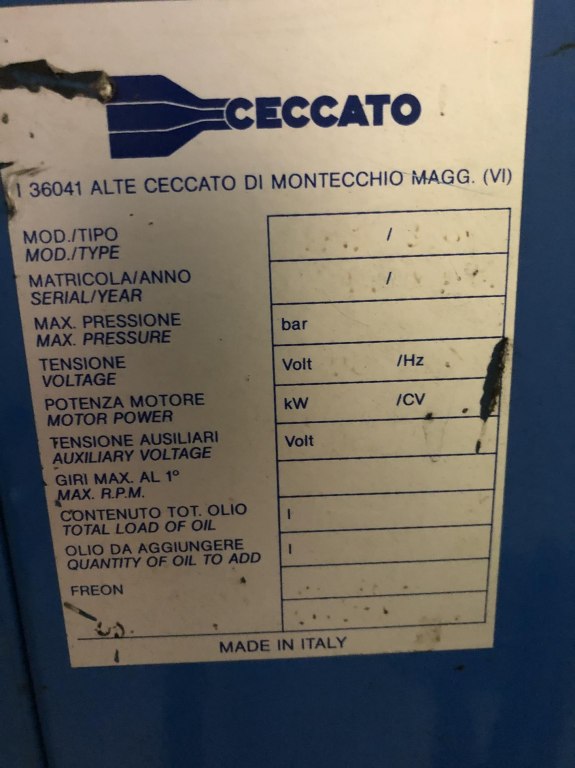 CECCATO
I 36041 ALTE CECCATO DI MONTECCHIO MAGG. (VI)
MOD./TIPO /
MOD./TYPE
MATRICOLA/ANNO /
SERIAL/YEAR
MAX. PRESSIONE bar
MAX. PRESSURE
TENSIONE Volt /Hz
VOLTAGE
POTENZA MOTORE kW /CV
MOTOR POWER
TENSIONE AUSILIARI Volt
AUXILIARY VOLTAGE
GIRI MAX. AL 1°
MAX. R.P.M.
CONTENUTO TOT. OLIO l
TOTAL LOAD OF OIL
OLIO DA AGGIUNGERE l
QUANTITY OF OIL TO ADD
FREON
MADE IN ITALY